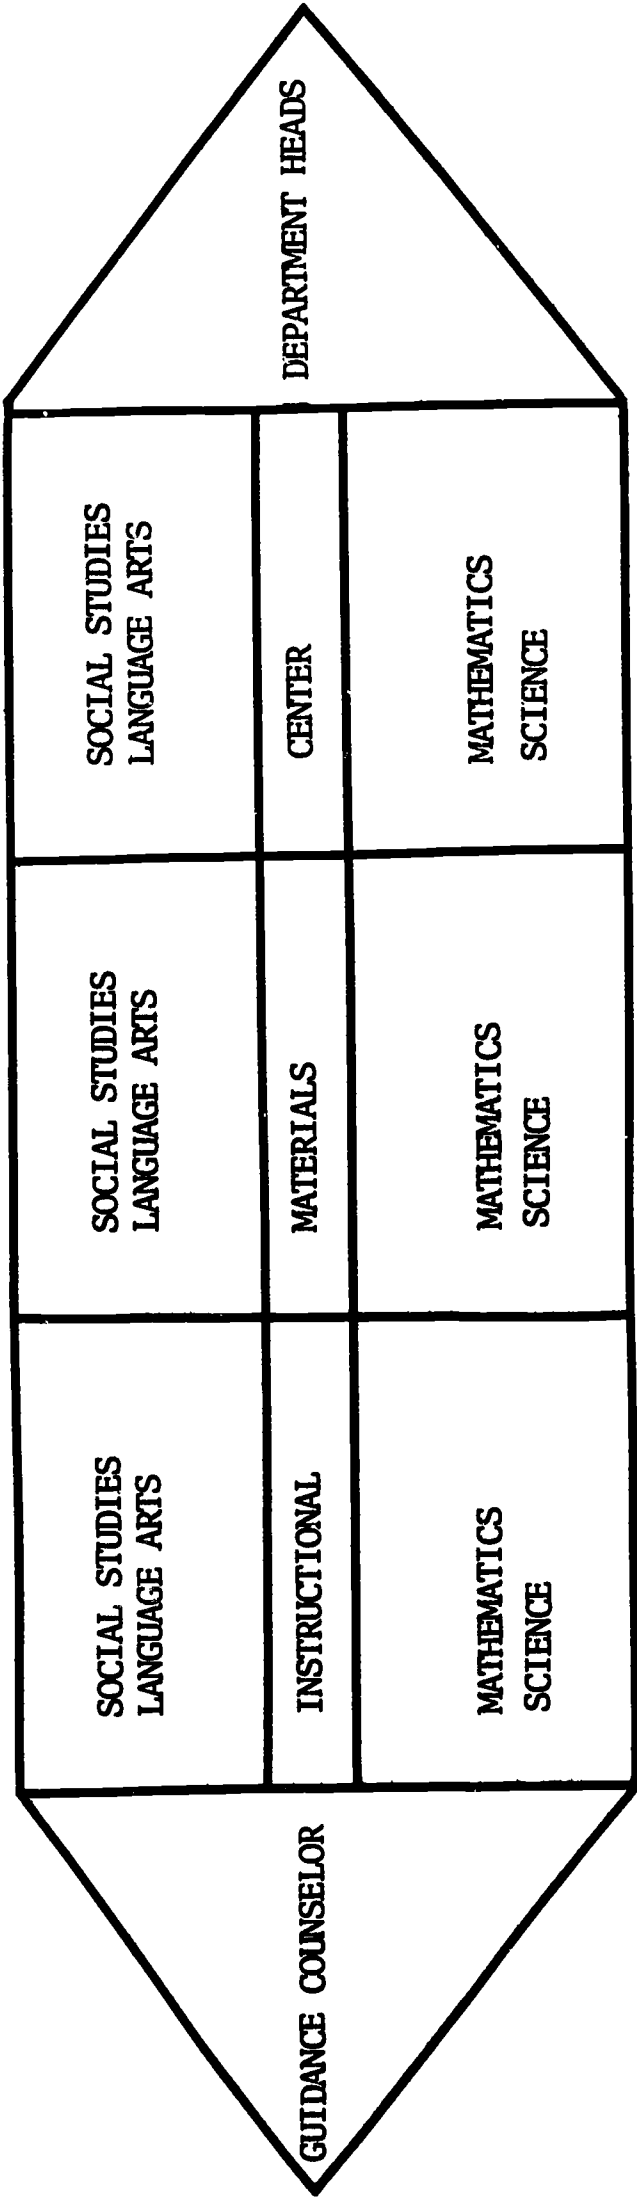 GUIDANCE COUNSELOR
SOCIAL STUDIES
LANGUAGE ARTS
SOCIAL STUDIES
LANGUAGE ARTS
SOCIAL STUDIES
LANGUAGE ARTS
INSTRUCTIONAL
MATERIALS
CENTER
MATHEMATICS
SCIENCE
MATHEMATICS
SCIENCE
MATHEMATICS
SCIENCE
DEPARTMENT HEADS